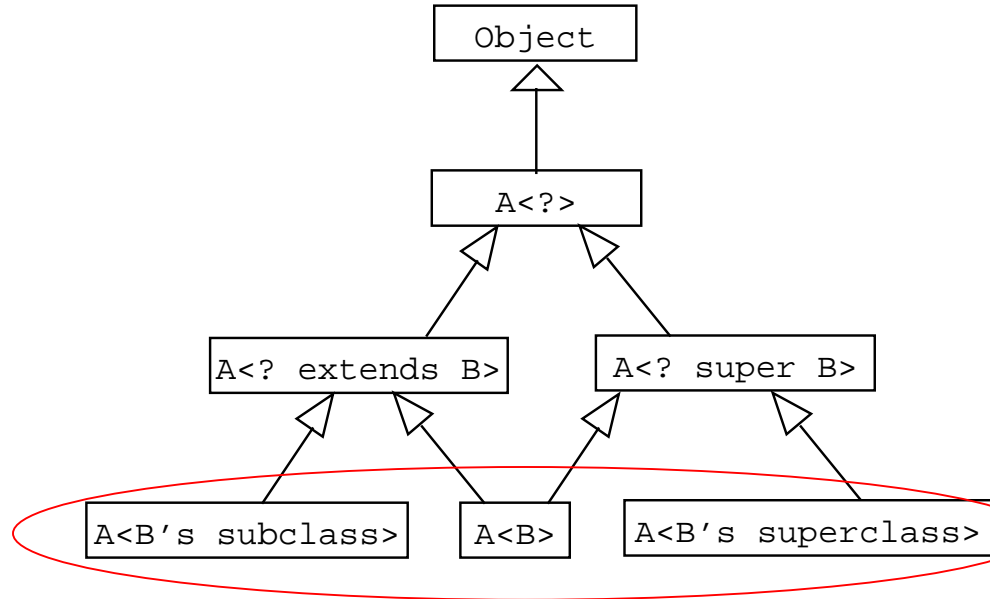 Object
A<?>
A<? extends B>
A<? super B>
A<B’s subclass>
A<B>
A<B’s superclass>